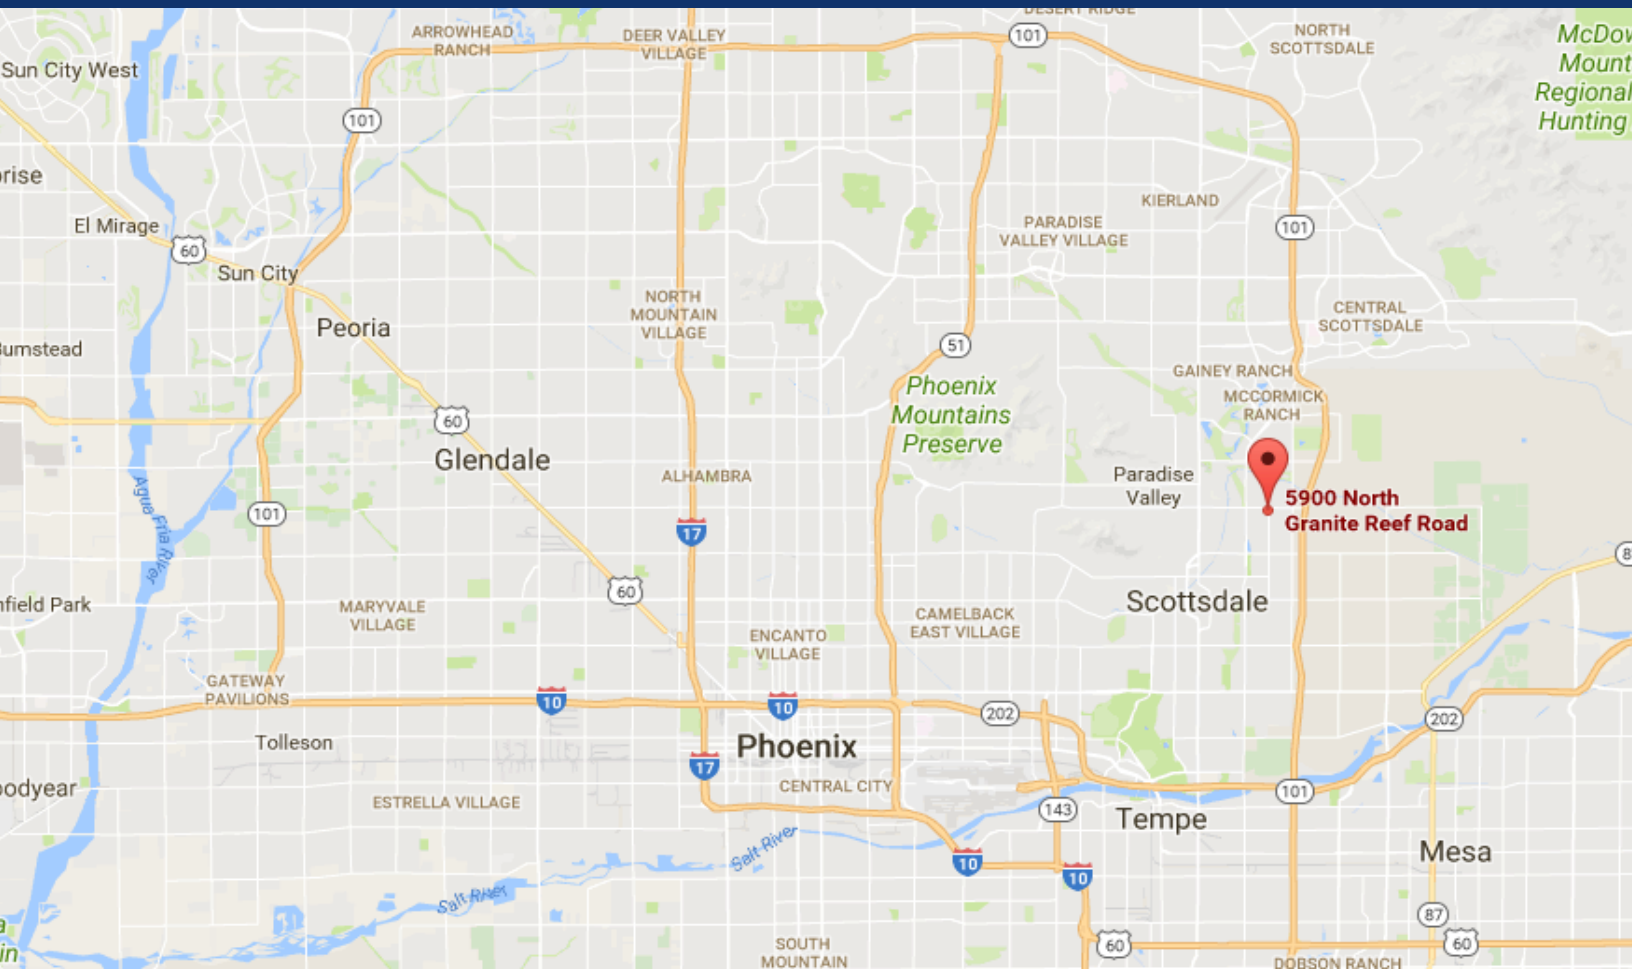 DESERT RIDGE
ARROWHEAD
RANCH
DEER VALLEY
VILLAGE
101
NORTH
SCOTTSDALE
McDow
Mount
Regional
Hunting
Sun City West
101
rise
El Mirage
60
Sun City
KIERLAND
PARADISE
VALLEY VILLAGE
101
Peoria
NORTH
MOUNTAIN
VILLAGE
CENTRAL
SCOTTSDALE
Bumstead
51
GAINEY RANCH
MCCORMICK
RANCH
Phoenix
Mountains
Preserve
60
Glendale
ALHAMBRA
Paradise
Valley
5900 North
Granite Reef Road
Agua Fria River
101
17
8
60
nfield Park
MARYVALE
VILLAGE
CAMELBACK
EAST VILLAGE
Scottsdale
ENCANTO
VILLAGE
GATEWAY
PAVILIONS
10
10
202
202
Tolleson
Phoenix
17
CENTRAL CITY
oodyear
ESTRELLA VILLAGE
143
Tempe
101
Salt River
10
10
Mesa
Salt River
87
a
in
SOUTH
MOUNTAIN
60
60
DOBSON RANCH